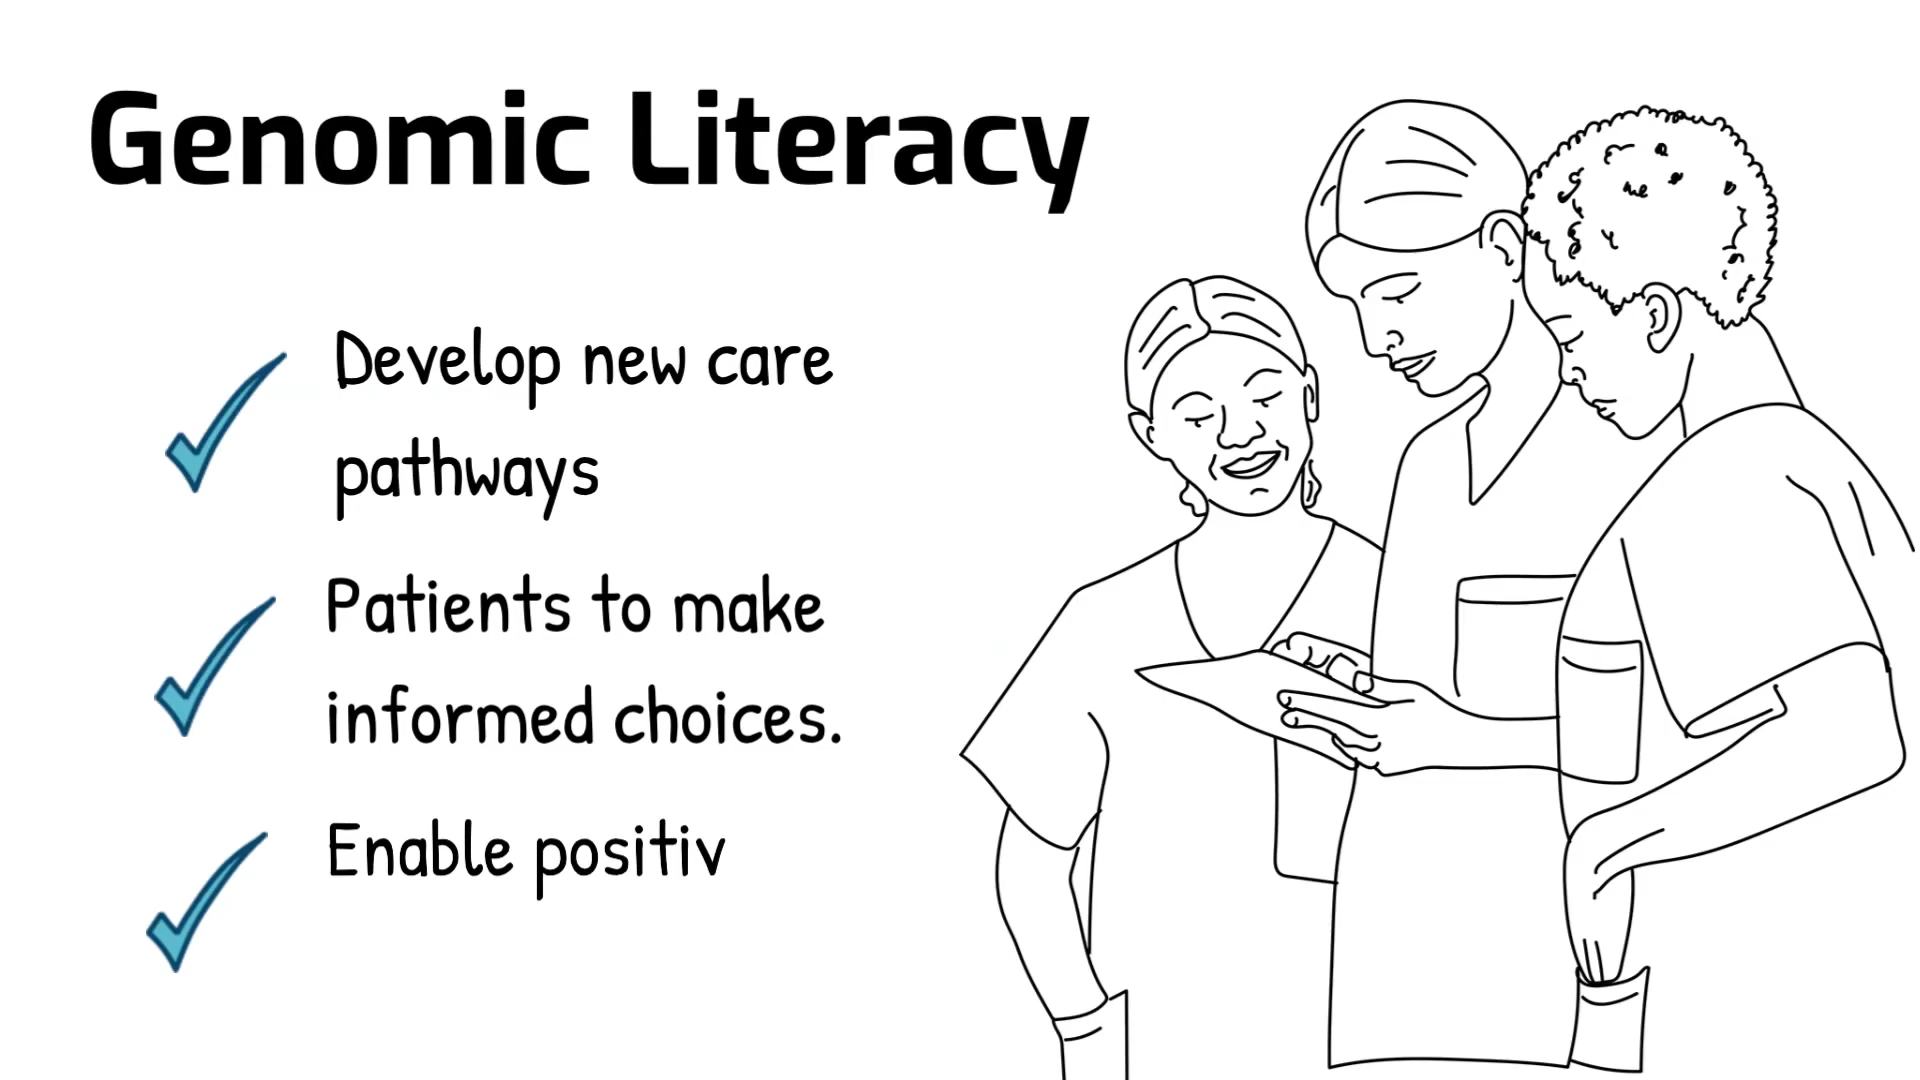 Genomic Literacy
Develop new care
pathways
Patients to make
informed choices.
Enable positiv